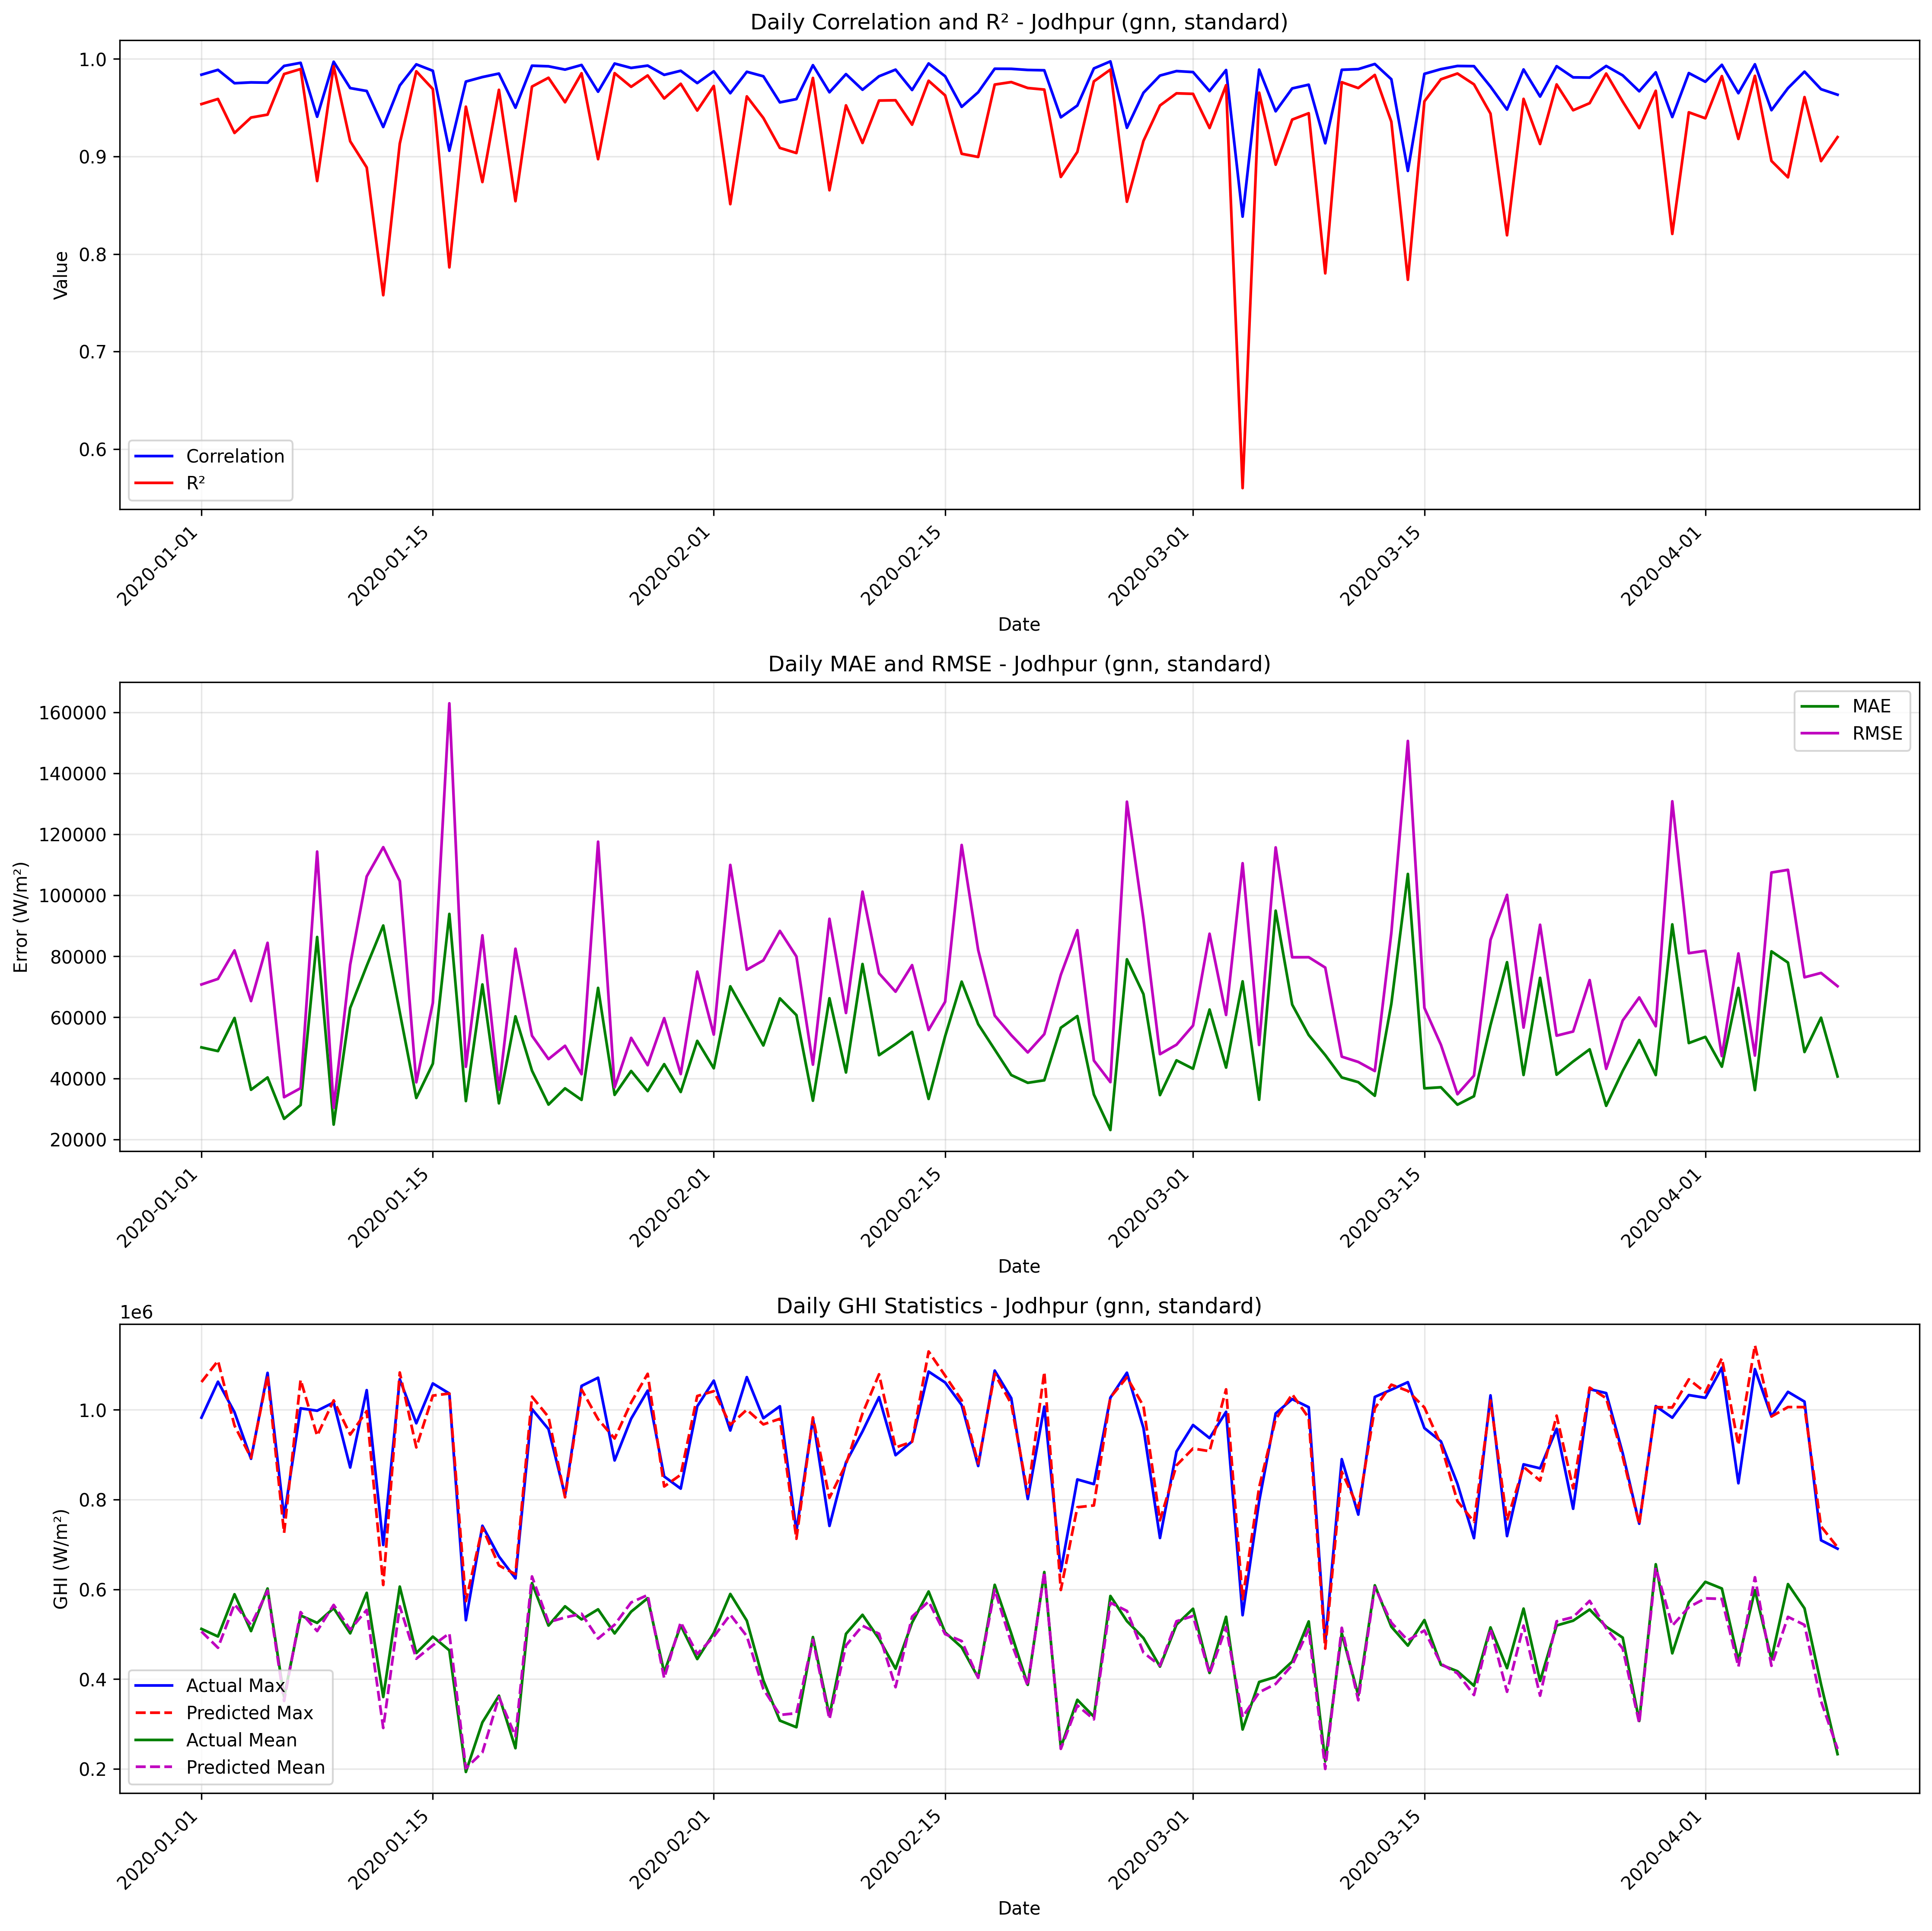 Daily Correlation and R² - Jodhpur (gnn, standard)
1.0
0.9
0.8
0.7
0.6
Value
Correlation
R²
2020-01-01
2020-01-15
2020-02-01
2020-02-15
2020-03-01
2020-03-15
2020-04-01
Date
Daily MAE and RMSE - Jodhpur (gnn, standard)
160000
140000
120000
100000
80000
60000
40000
20000
Error (W/m²)
MAE
RMSE
2020-01-01
2020-01-15
2020-02-01
2020-02-15
2020-03-01
2020-03-15
2020-04-01
Date
1e6
Daily GHI Statistics - Jodhpur (gnn, standard)
1.0
0.8
0.6
0.4
0.2
GHI (W/m²)
Actual Max
Predicted Max
Actual Mean
Predicted Mean
2020-01-01
2020-01-15
2020-02-01
2020-02-15
2020-03-01
2020-03-15
2020-04-01
Date